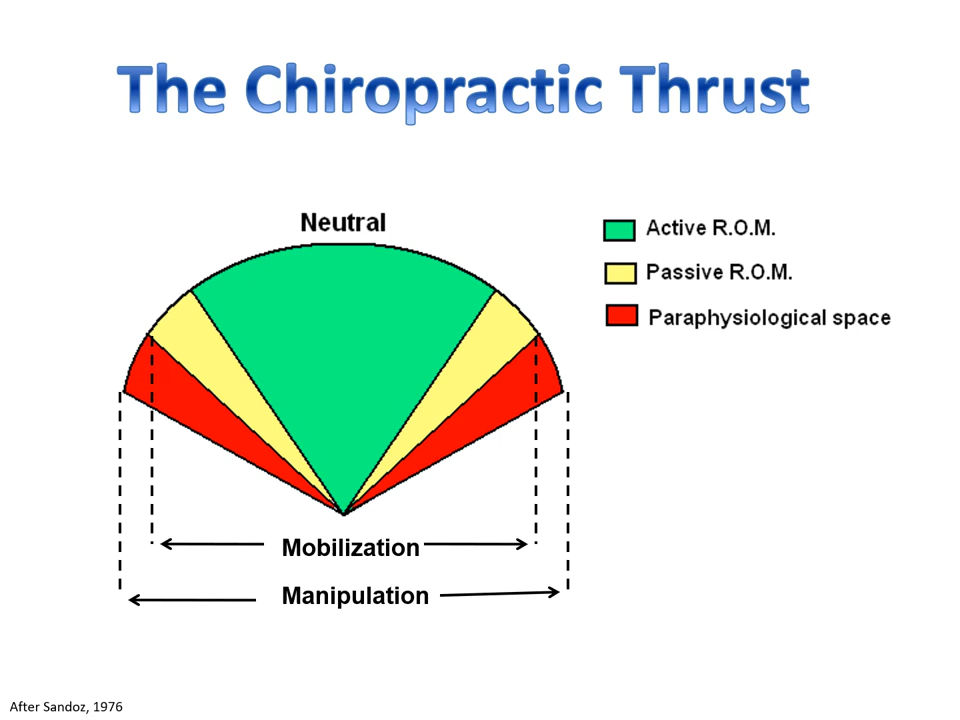 The Chiropractic Thrust
Neutral
Active R.O.M.
Passive R.O.M.
Paraphysiological space
Mobilization
Manipulation
After Sandoz, 1976